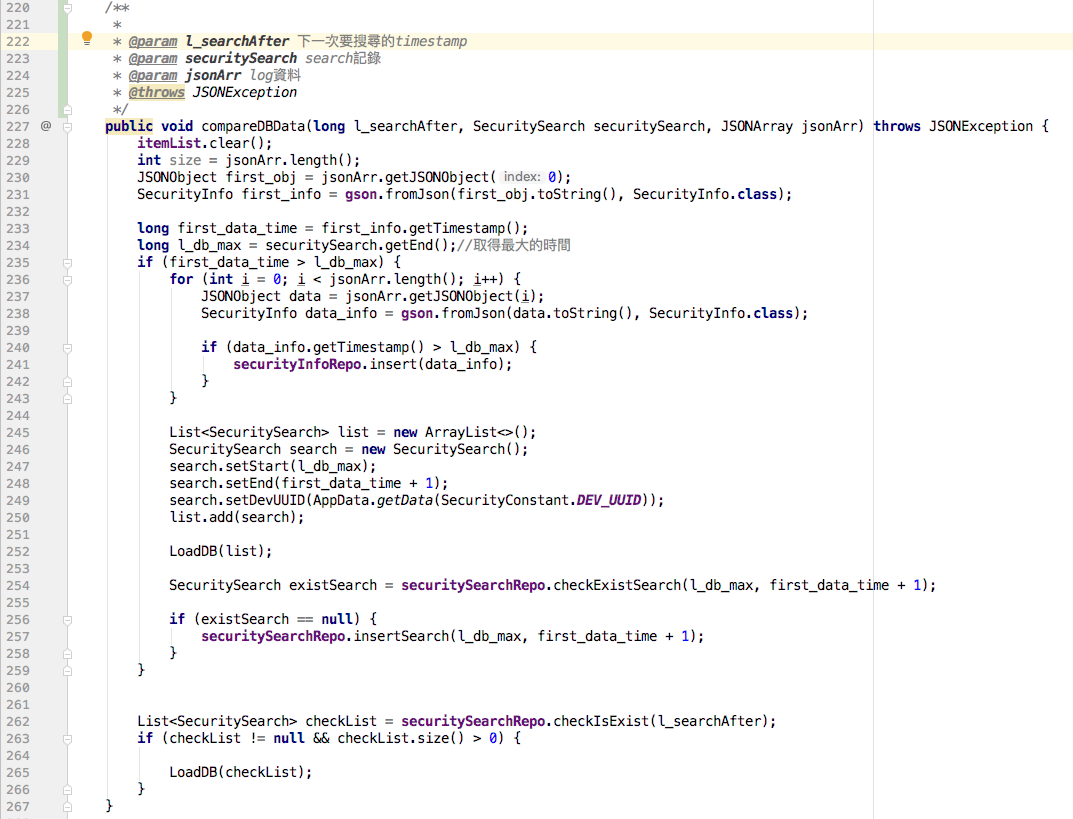 220 /**
221 *
222 * @param l_searchAfter 下一次要搜尋的timestamp
223 * @param securitySearch search記錄
224 * @param jsonArr log資料
225 * @throws JSONException
226 */
227 @ public void compareDBData(long l_searchAfter, SecuritySearch securitySearch, JSONArray jsonArr) throws JSONException {
228 itemList.clear();
229 int size = jsonArr.length();
230 JSONObject first_obj = jsonArr.getJSONObject( index: 0);
231 SecurityInfo first_info = gson.fromJson(first_obj.toString(), SecurityInfo.class);
232
233 long first_data_time = first_info.getTimestamp();
234 long l_db_max = securitySearch.getEnd();//取得最大的時間
235 if (first_data_time > l_db_max) {
236 for (int i = 0; i < jsonArr.length(); i++) {
237 JSONObject data = jsonArr.getJSONObject(i);
238 SecurityInfo data_info = gson.fromJson(data.toString(), SecurityInfo.class);
239
240 if (data_info.getTimestamp() > l_db_max) {
241 securityInfoRepo.insert(data_info);
242 }
243 }
244
245 List<SecuritySearch> list = new ArrayList<>();
246 SecuritySearch search = new SecuritySearch();
247 search.setStart(l_db_max);
248 search.setEnd(first_data_time + 1);
249 search.setDevUUID(AppData.getData(SecurityConstant.DEV_UUID));
250 list.add(search);
251
252 LoadDB(list);
253
254 SecuritySearch existSearch = securitySearchRepo.checkExistSearch(l_db_max, first_data_time + 1);
255
256 if (existSearch == null) {
257 securitySearchRepo.insertSearch(l_db_max, first_data_time + 1);
258 }
259 }
260
261
262 List<SecuritySearch> checkList = securitySearchRepo.checkIsExist(l_searchAfter);
263 if (checkList != null && checkList.size() > 0) {
264
265 LoadDB(checkList);
266 }
267 }